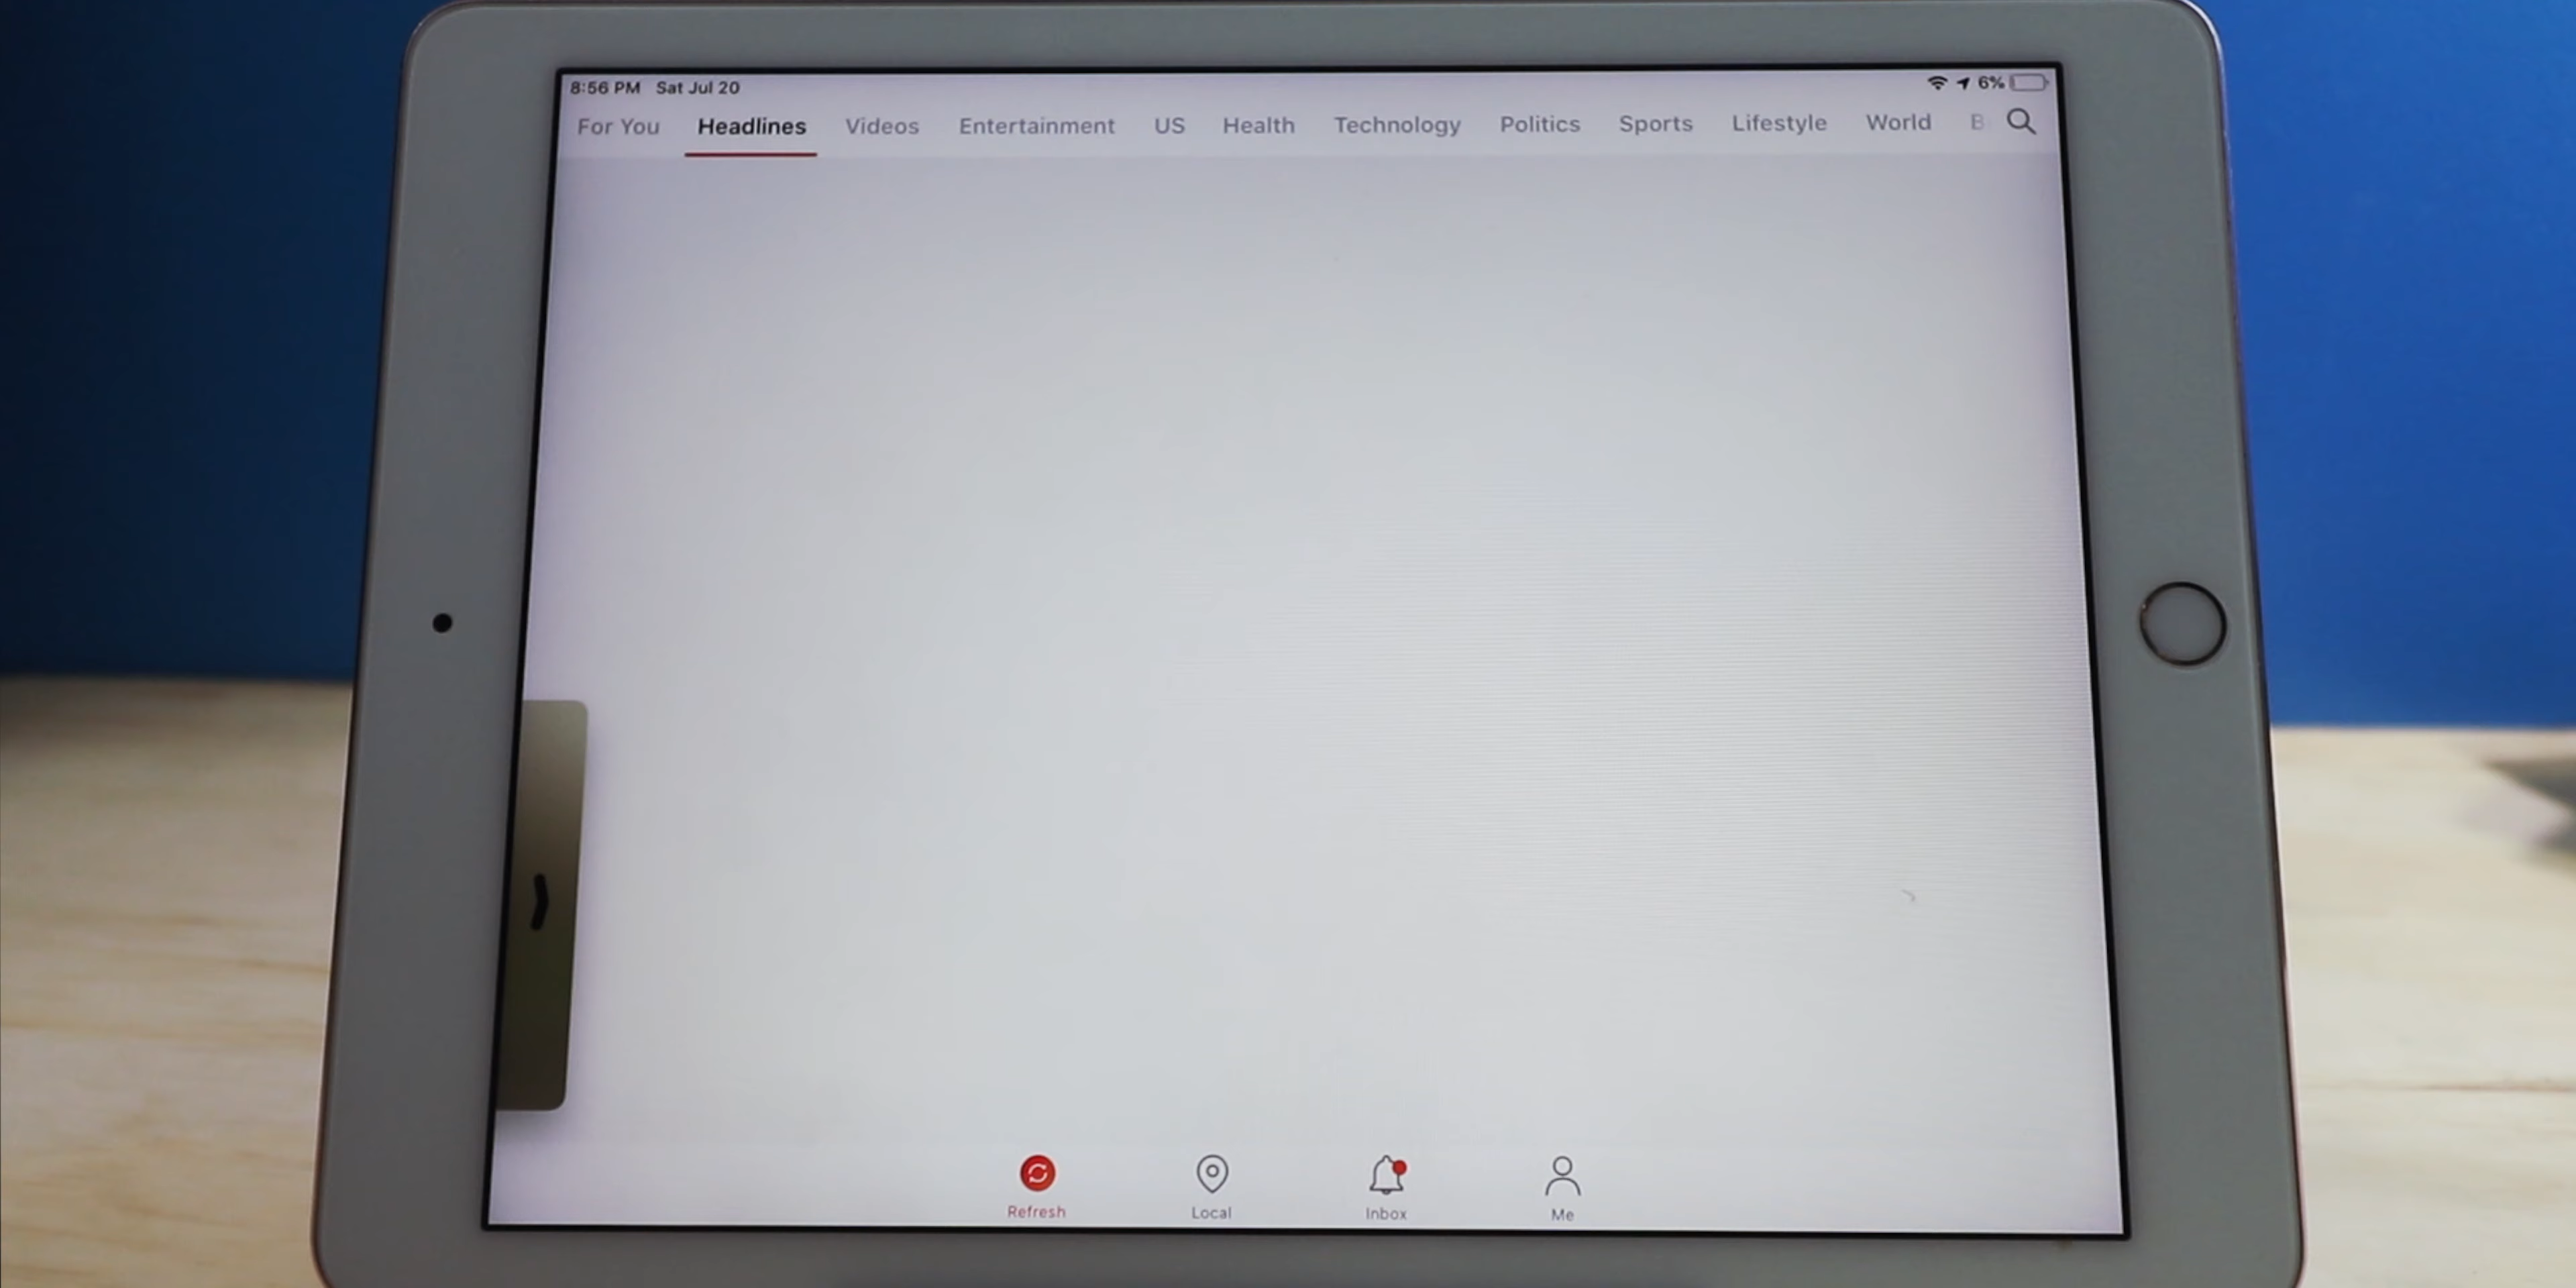 8:56 PM Sat Jul 20 6%
For You Headlines Videos Entertainment US Health Technology Politics Sports Lifestyle World B
Refresh Local Inbox Me